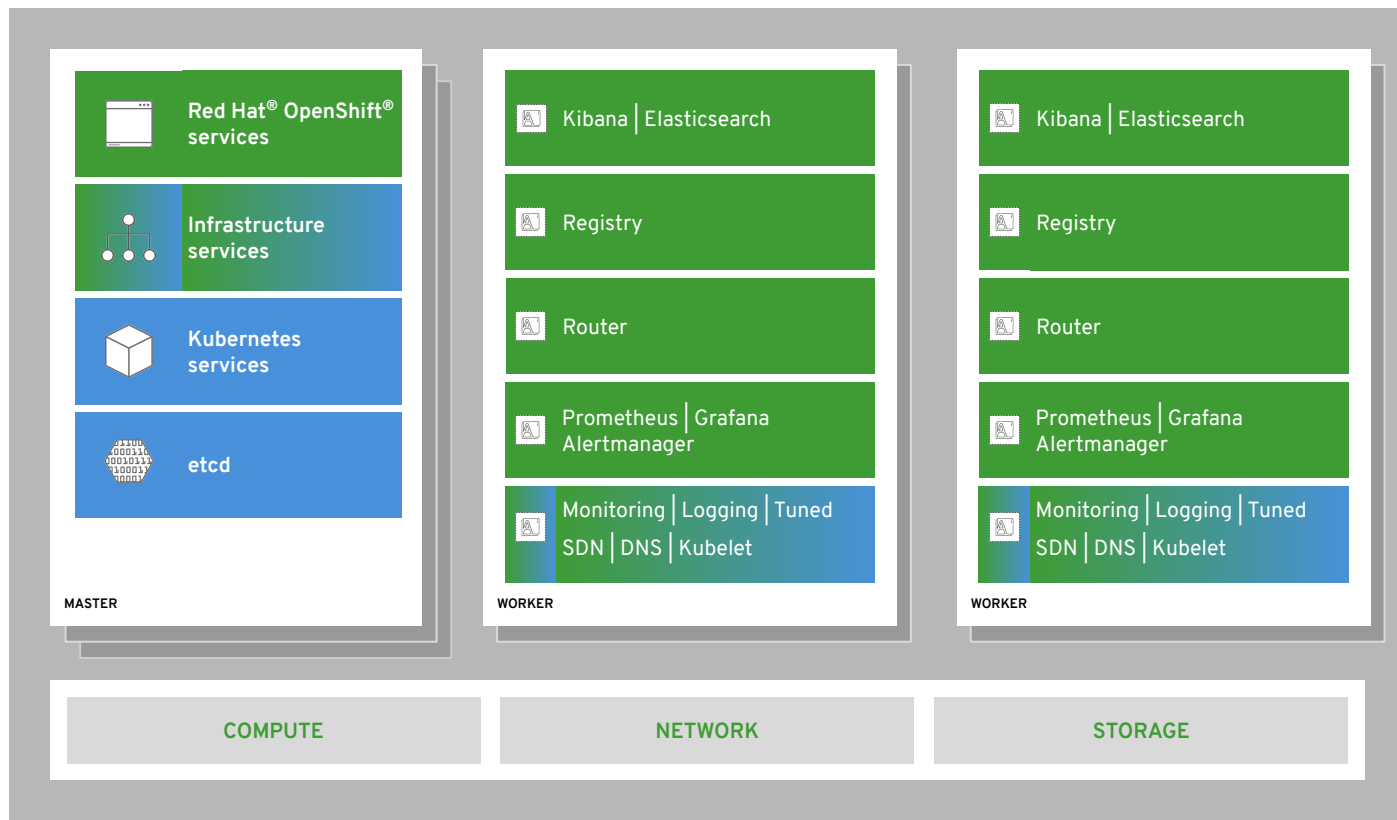 Red Hat® OpenShift®
services
Infrastructure
services
Kubernetes
services
etcd
MASTER
Kibana | Elasticsearch
Registry
Router
Prometheus | Grafana
Alertmanager
Monitoring | Logging | Tuned
SDN | DNS | Kubelet
WORKER
Kibana | Elasticsearch
Registry
Router
Prometheus | Grafana
Alertmanager
Monitoring | Logging | Tuned
SDN | DNS | Kubelet
WORKER
COMPUTE
NETWORK
STORAGE